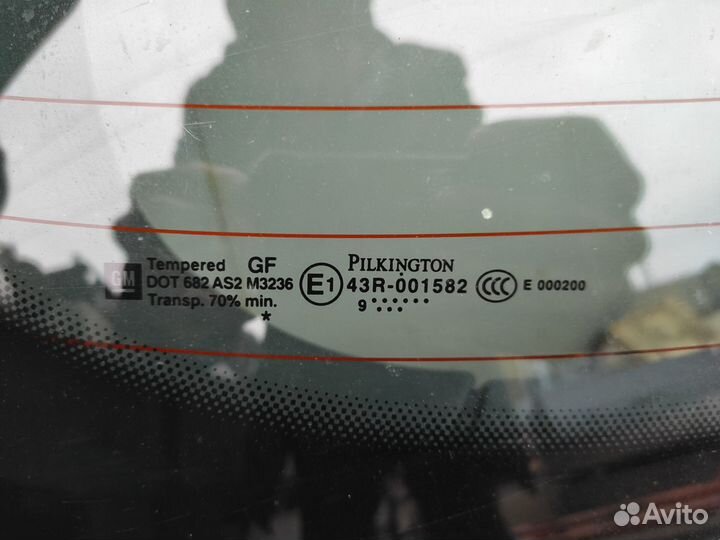 GM
Tempered GF
DOT 682 AS2 M3236
Transp. 70% min.
*
E1
PILKINGTON
43R-001582
9
CCC E 000200
Avito